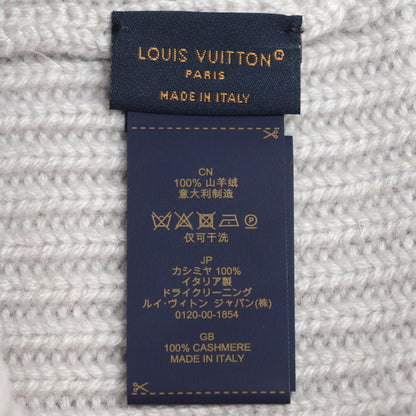 LOUIS VUITTON®
PARIS
MADE IN ITALY
CN
100% 山羊绒
意大利制造
仅可干洗
JP
カシミヤ 100%
イタリア製
ドライクリーニング
ルイ・ヴィトン ジャパン(株)
0120-00-1854
GB
100% CASHMERE
MADE IN ITALY